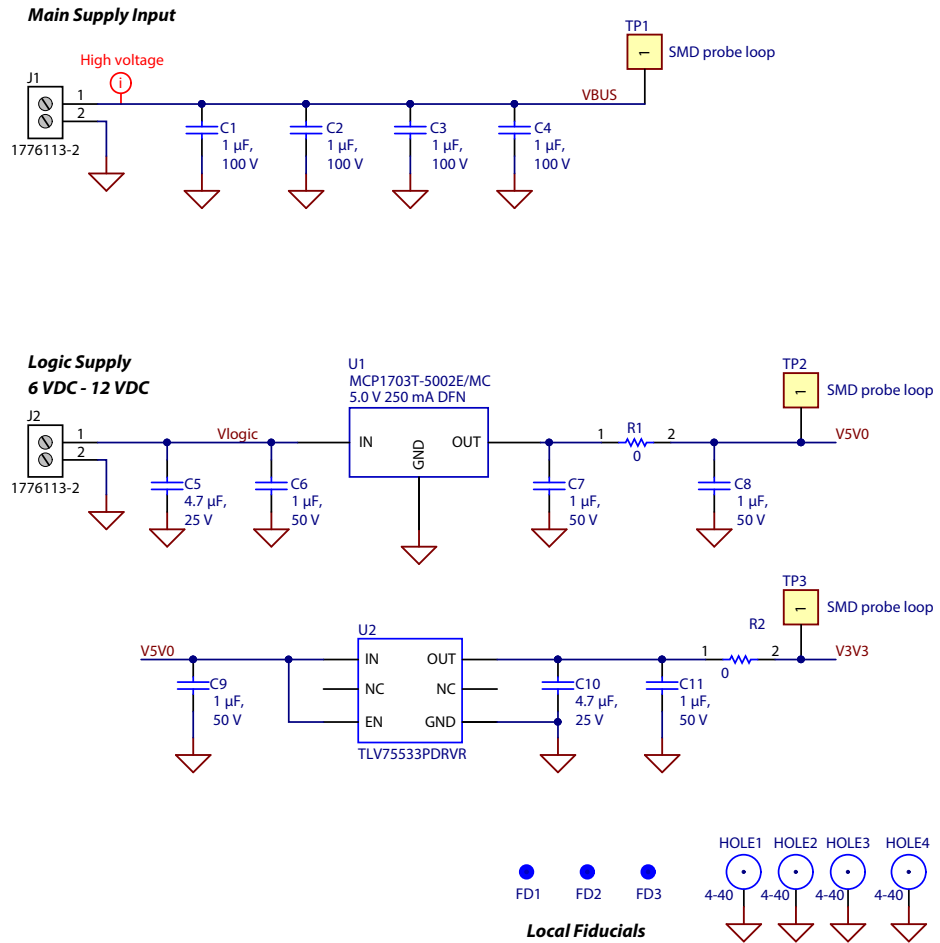 Main Supply Input
TP1
1
SMD probe loop
High voltage
i
J1
1
2
1776113-2
VBUS
C1
1 µF,
100 V
C2
1 µF,
100 V
C3
1 µF,
100 V
C4
1 µF,
100 V
Logic Supply
6 VDC - 12 VDC
J2
1
2
1776113-2
Vlogic
C5
4.7 µF,
25 V
C6
1 µF,
50 V
U1
MCP1703T-5002E/MC
5.0 V 250 mA DFN
IN
GND
OUT
C7
1 µF,
50 V
1
R1
2
0
C8
1 µF,
50 V
TP2
1
SMD probe loop
V5V0
V5V0
C9
1 µF,
50 V
U2
IN
OUT
NC
NC
EN
GND
TLV75533PDRVR
C10
4.7 µF,
25 V
C11
1 µF,
50 V
R2
1
2
0
TP3
1
SMD probe loop
V3V3
FD1
FD2
FD3
Local Fiducials
HOLE1
HOLE2
HOLE3
HOLE4
4-40
4-40
4-40
4-40